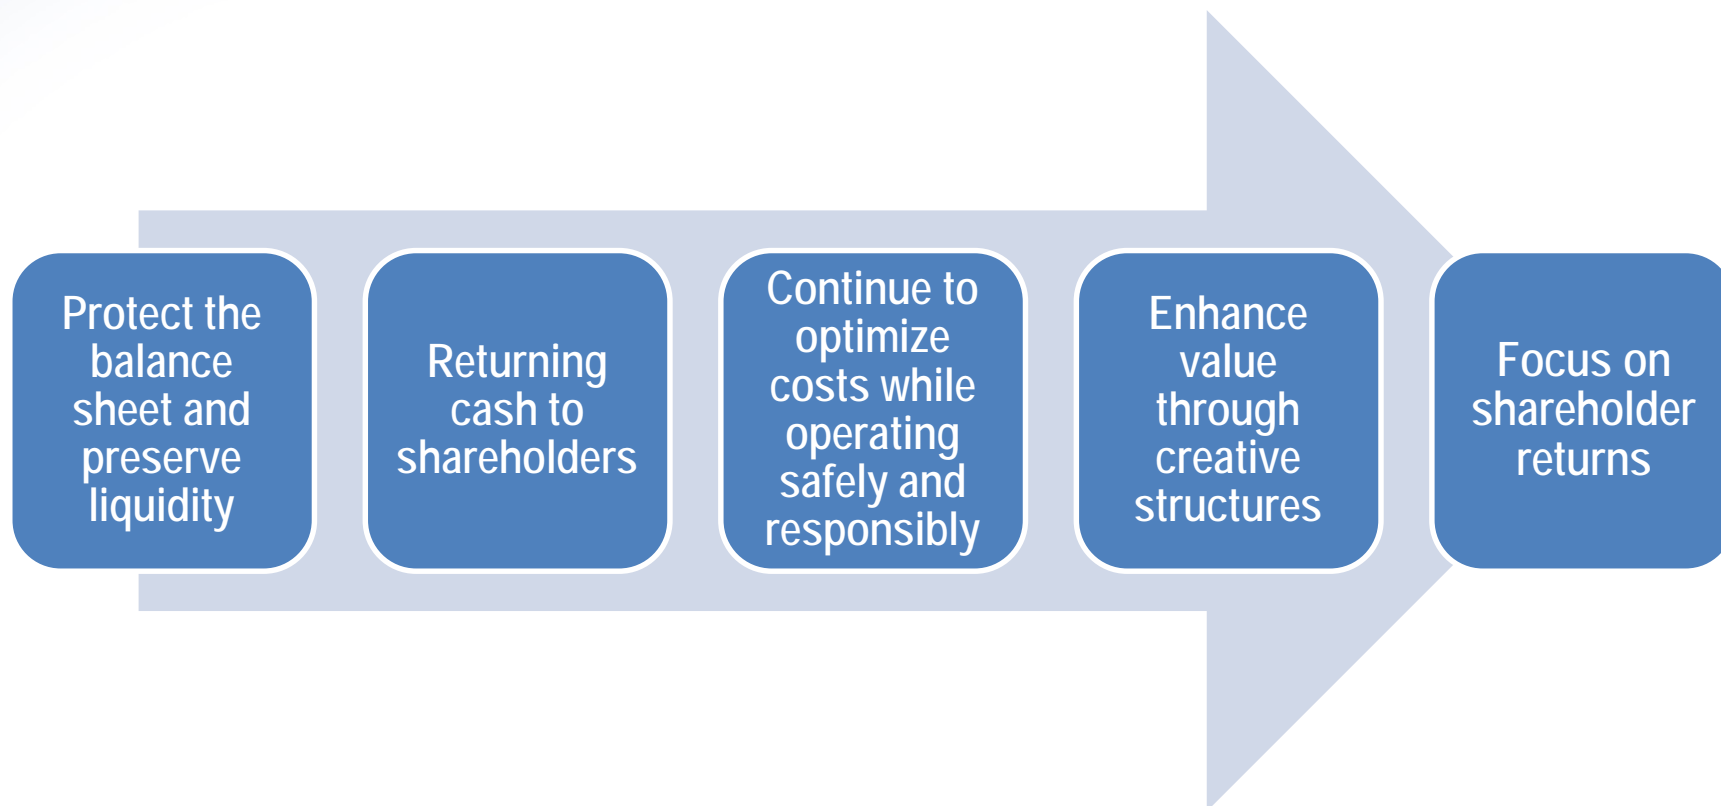 Protect the
balance
sheet and
preserve
liquidity
Returning
cash to
shareholders
Continue to
optimize
costs while
operating
safely and
responsibly
Enhance
value
through
creative
structures
Focus on
shareholder
returns